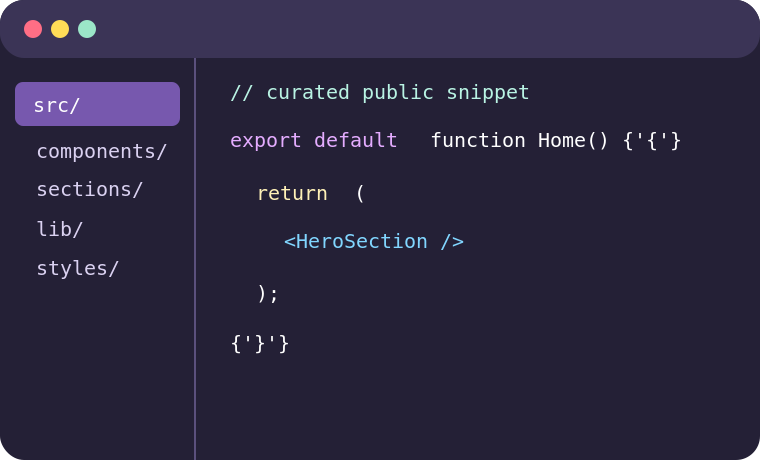 src/
components/
sections/
lib/
styles/
// curated public snippet
export default function Home() {'{'}
return (
<HeroSection />
);
{'}'}